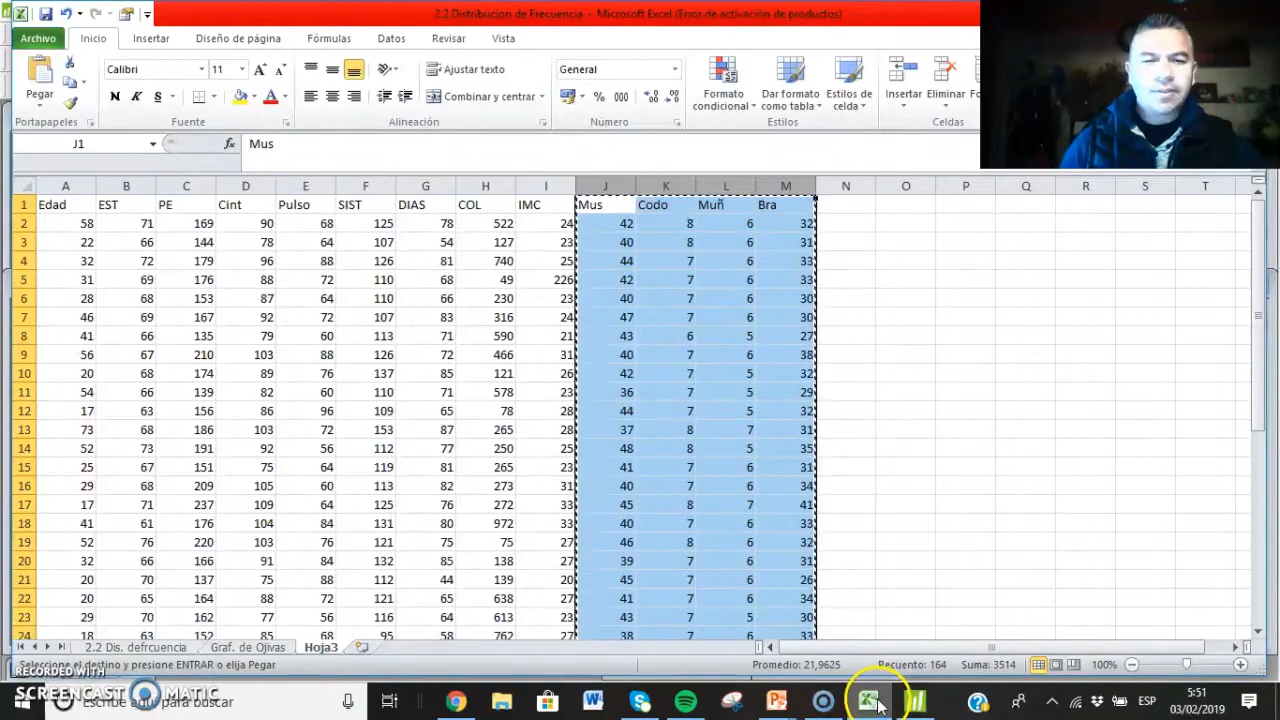 2.2 Distribucion de Frecuencia - Microsoft Excel (Error de activación de productos)
Archivo Inicio Insertar Diseño de página Fórmulas Datos Revisar Vista
Calibri 11 Ajustar texto General
Pegar N K S Combinar y centrar % 000 Formato condicional Dar formato como tabla Estilos de celda Insertar Eliminar
Portapapeles Fuente Alineación Número Estilos Celdas
J1 fx Mus
A B C D E F G H I J K L M N O P Q R S T
1 Edad EST PE Cint Pulso SIST DIAS COL IMC Mus Codo Muñ Bra
2 58 71 169 90 68 125 78 522 24 42 8 6 32
3 22 66 144 78 64 107 54 127 23 40 8 6 31
4 32 72 179 96 88 126 81 740 25 44 7 6 33
5 31 69 176 88 72 110 68 49 226 42 7 6 33
6 28 68 153 87 64 110 66 230 23 40 7 6 30
7 46 69 167 92 72 107 83 316 24 47 7 6 30
8 41 66 135 79 60 113 71 590 21 43 6 5 27
9 56 67 210 103 88 126 72 466 31 40 7 6 38
10 20 68 174 89 76 137 85 121 26 42 7 5 32
11 54 66 139 82 60 110 71 578 23 36 7 5 29
12 17 63 156 86 96 109 65 78 28 44 7 5 32
13 73 68 186 103 72 153 87 265 28 37 8 7 31
14 52 73 191 92 56 112 77 250 25 48 8 5 35
15 25 67 151 75 64 119 81 265 23 41 7 6 31
16 29 68 209 105 60 113 82 273 31 40 7 6 34
17 17 71 237 109 64 125 76 272 33 45 8 7 41
18 41 61 176 104 84 131 80 972 33 40 7 6 33
19 52 76 220 103 76 121 75 75 27 46 8 6 32
20 32 66 166 91 84 132 85 138 27 39 7 6 31
21 20 70 137 75 88 112 44 139 20 45 7 6 26
22 20 65 164 88 72 121 65 638 27 41 7 6 34
23 29 70 162 77 56 116 64 613 23 43 7 5 30
24 18 63 152 85 68 95 58 762 27 38 7 6 33
2.2 Dis. defrcuencia Graf. de Ojivas Hoja3
Seleccione el destino y presione ENTRAR o elija Pegar Promedio: 21,9625 Recuento: 164 Suma: 3514 100%
RECORDED WITH
SCREENCAST MATIC
Escribe aquí para buscar ESP 5:51
03/02/2019